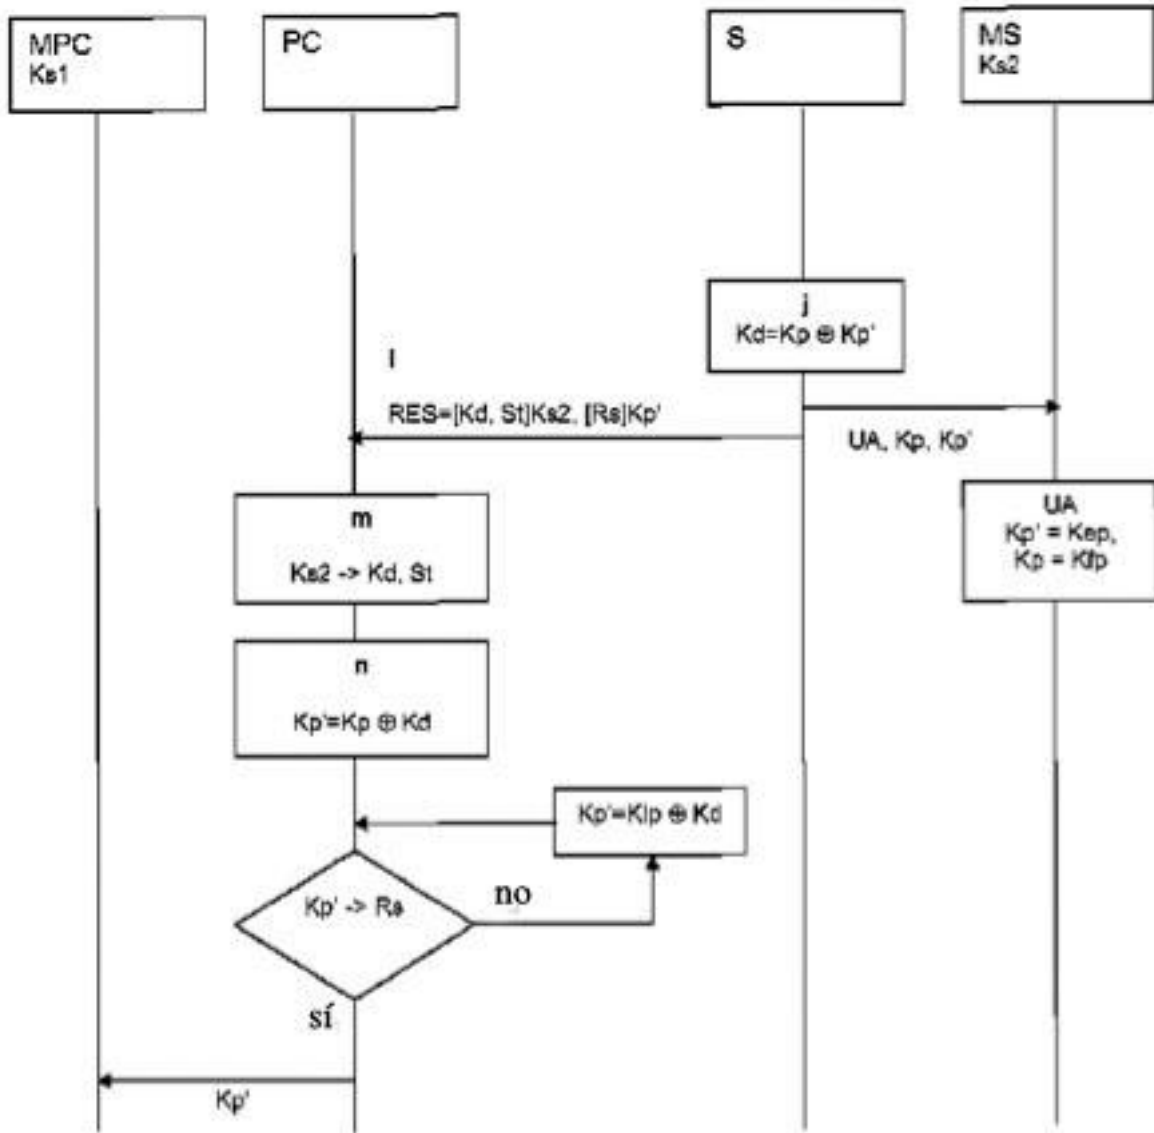 MPC
Ks1
PC
S
MS
Ks2
j
Kd=Kp ⊕ Kp'
l
RES=[Kd, St]Ks2, [Rs]Kp'
UA, Kp, Kp'
m
Ks2 -> Kd, St
UA
Kp' = Kep,
Kp = Kfp
n
Kp'=Kp ⊕ Kd
Kp'=Kfp ⊕ Kd
Kp' -> Rs
no
sí
Kp'